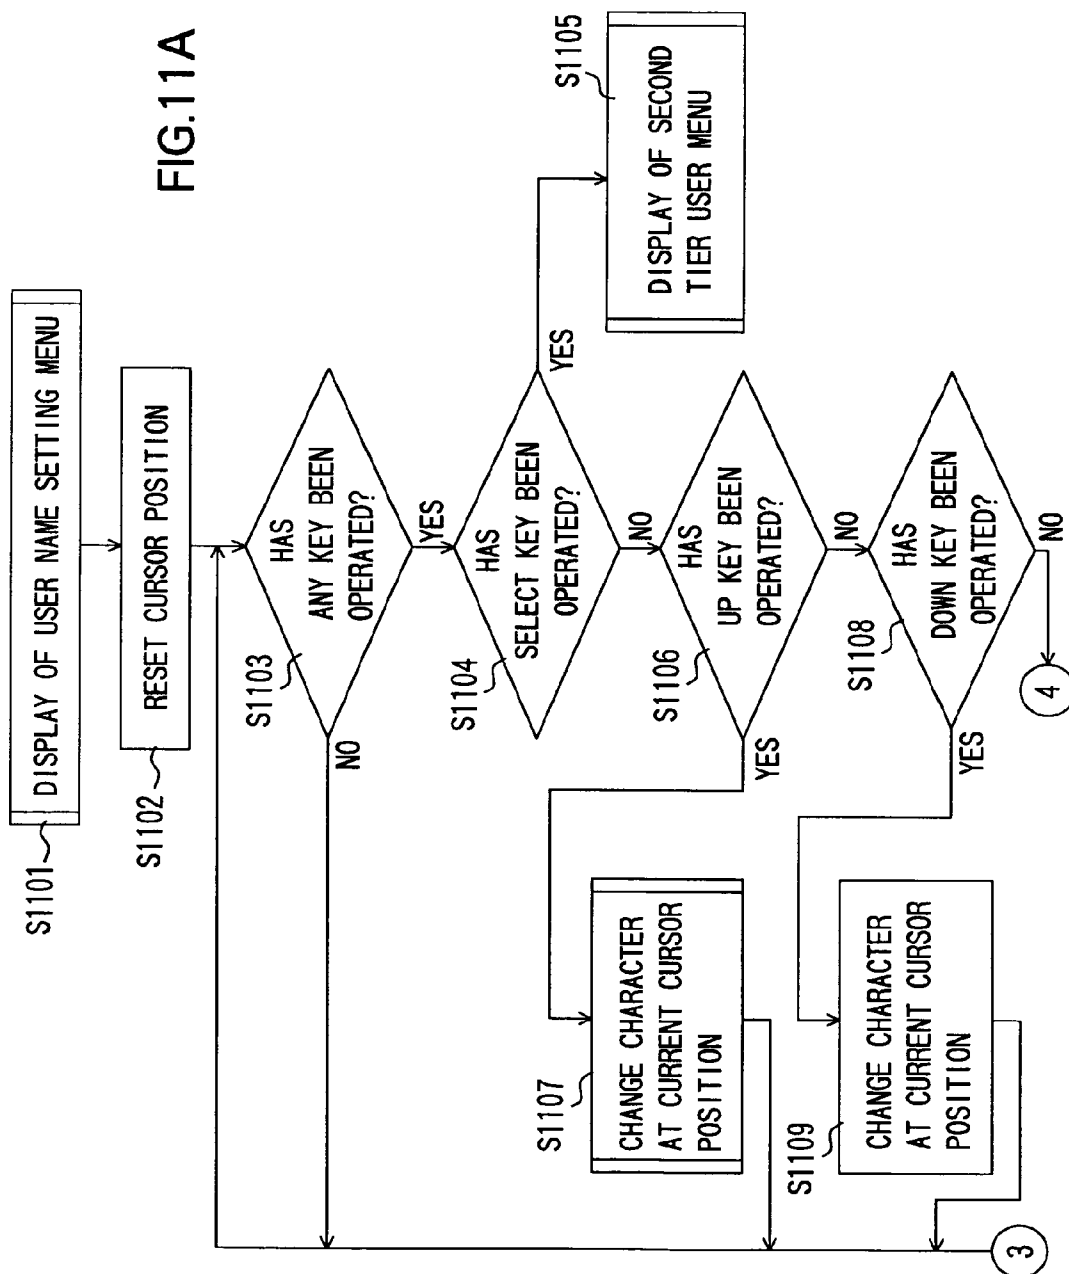 FIG.11A
S1101
DISPLAY OF USER NAME SETTING MENU
S1102
RESET CURSOR POSITION
S1103
HAS
ANY KEY BEEN
OPERATED?
NO
YES
S1104
HAS
SELECT KEY BEEN
OPERATED?
YES
NO
S1105
DISPLAY OF SECOND
TIER USER MENU
S1106
HAS
UP KEY BEEN
OPERATED?
YES
NO
S1107
CHANGE CHARACTER
AT CURRENT CURSOR
POSITION
S1108
HAS
DOWN KEY BEEN
OPERATED?
YES
NO
S1109
CHANGE CHARACTER
AT CURRENT CURSOR
POSITION
3
4